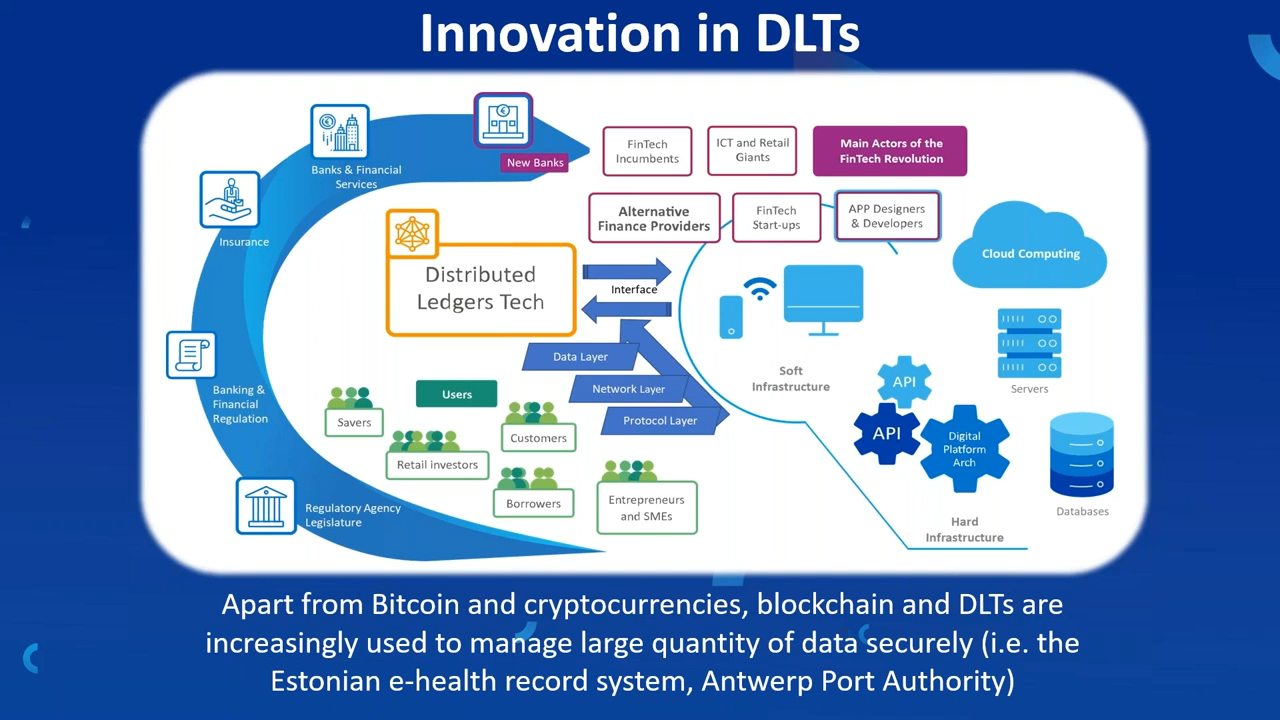 Innovation in DLTs
New Banks
Banks & Financial
Services
Insurance
Banking &
Financial
Regulation
Regulatory Agency
Legislature
FinTech
Incumbents
ICT and Retail
Giants
Main Actors of the
FinTech Revolution
Alternative
Finance Providers
FinTech
Start-ups
APP Designers
& Developers
Distributed
Ledgers Tech
Interface
Data Layer
Network Layer
Protocol Layer
Users
Savers
Customers
Retail investors
Borrowers
Entrepreneurs
and SMEs
Soft
Infrastructure
Cloud Computing
Servers
API
API
Digital
Platform
Arch
Databases
Hard
Infrastructure
Apart from Bitcoin and cryptocurrencies, blockchain and DLTs are
increasingly used to manage large quantity of data securely (i.e. the
Estonian e-health record system, Antwerp Port Authority)